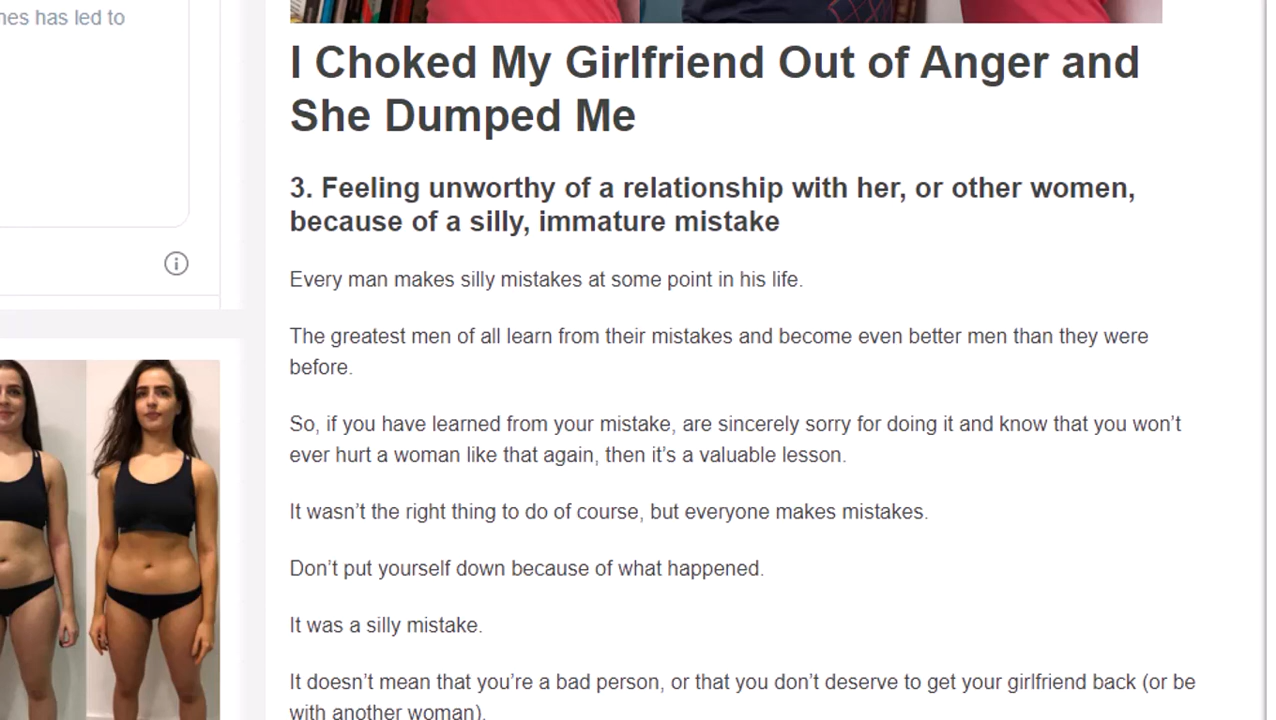 nes has led to
I Choked My Girlfriend Out of Anger and
She Dumped Me
3. Feeling unworthy of a relationship with her, or other women,
because of a silly, immature mistake
Every man makes silly mistakes at some point in his life.
The greatest men of all learn from their mistakes and become even better men than they were
before.
So, if you have learned from your mistake, are sincerely sorry for doing it and know that you won’t
ever hurt a woman like that again, then it’s a valuable lesson.
It wasn’t the right thing to do of course, but everyone makes mistakes.
Don’t put yourself down because of what happened.
It was a silly mistake.
It doesn’t mean that you’re a bad person, or that you don’t deserve to get your girlfriend back (or be
with another woman).